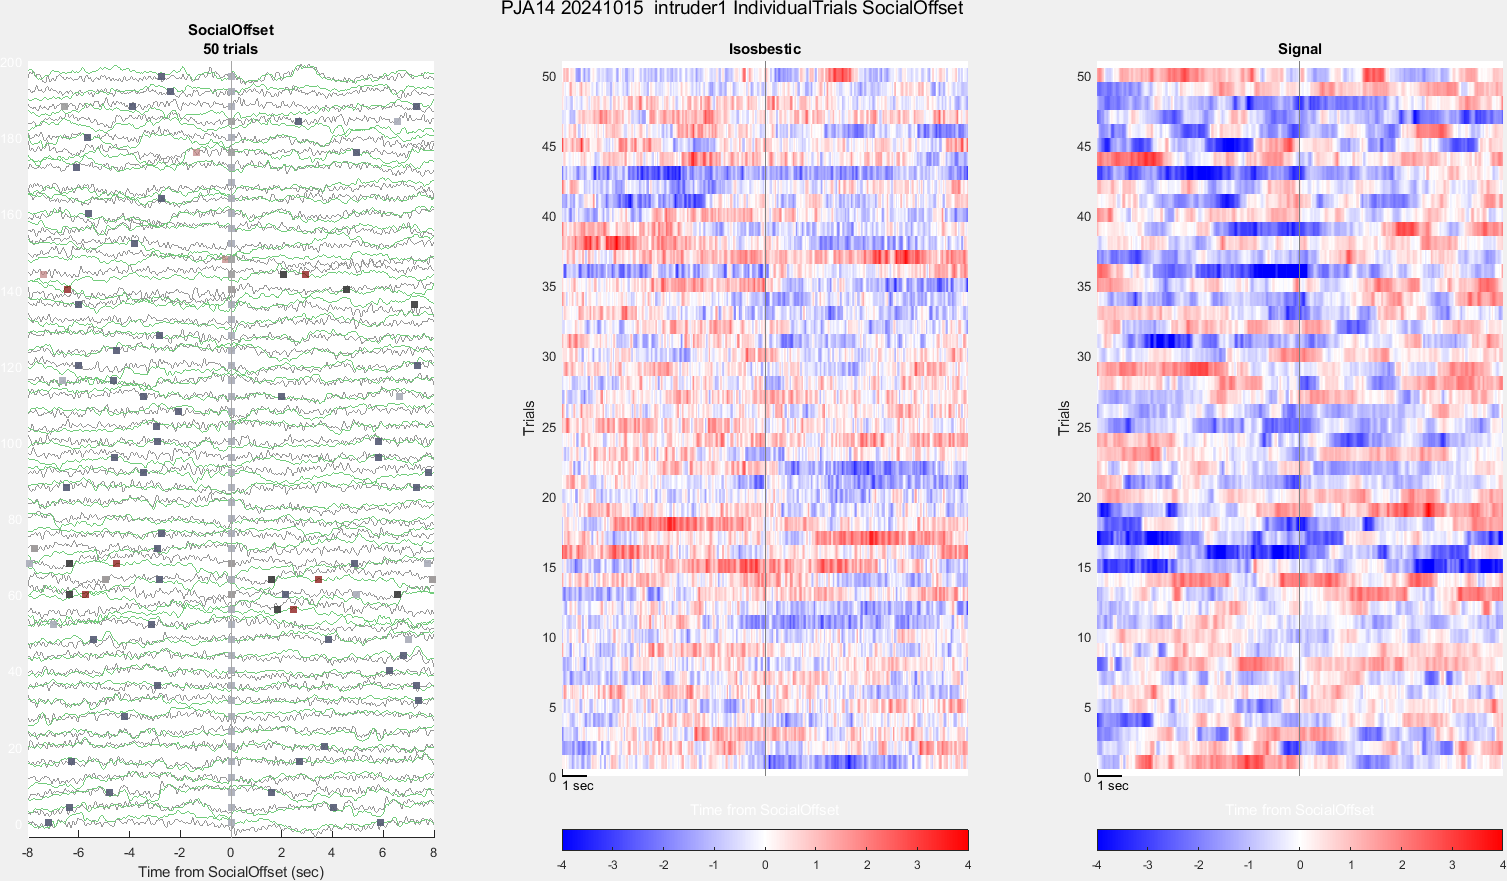 PJA14 20241015  intruder1 IndividualTrials SocialOffset
SocialOffset
50 trials
200
180
160
140
120
100
80
60
40
20
0
-8 -6 -4 -2 0 2 4 6 8
Time from SocialOffset (sec)
Isosbestic
50
45
40
35
30
25
20
15
10
5
0
Trials
1 sec
Time from SocialOffset
-4 -3 -2 -1 0 1 2 3 4
Signal
50
45
40
35
30
25
20
15
10
5
0
Trials
1 sec
Time from SocialOffset
-4 -3 -2 -1 0 1 2 3 4